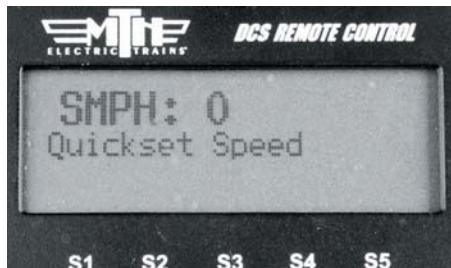 MTH DCS REMOTE CONTROL
ELECTRIC TRAINS
SMPH: 0
Quickset Speed
S1 S2 S3 S4 S5